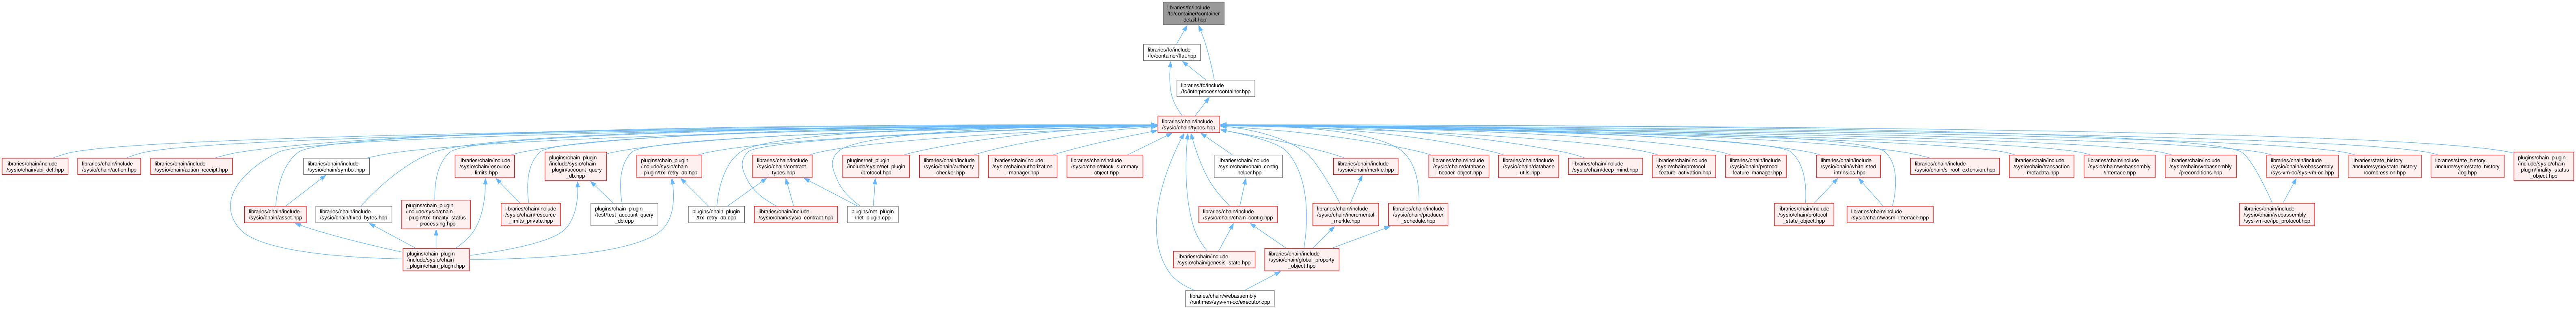 libraries/fc/include
/fc/container/container
_detail.hpp
libraries/fc/include
/fc/container/flat.hpp
libraries/fc/include
/fc/interprocess/container.hpp
libraries/chain/include
/sysio/chain/types.hpp
libraries/chain/include
/sysio/chain/abi_def.hpp
libraries/chain/include
/sysio/chain/action.hpp
libraries/chain/include
/sysio/chain/action_receipt.hpp
libraries/chain/include
/sysio/chain/symbol.hpp
libraries/chain/include
/sysio/chain/resource
_limits.hpp
plugins/chain_plugin
/include/sysio/chain
_plugin/account_query
_db.hpp
plugins/chain_plugin
/include/sysio/chain
_plugin/trx_retry_db.hpp
libraries/chain/include
/sysio/chain/contract
_types.hpp
plugins/net_plugin
/include/sysio/net_plugin
/protocol.hpp
libraries/chain/include
/sysio/chain/authority
_checker.hpp
libraries/chain/include
/sysio/chain/authorization
_manager.hpp
libraries/chain/include
/sysio/chain/block_summary
_object.hpp
libraries/chain/include
/sysio/chain/chain_config
_helper.hpp
libraries/chain/include
/sysio/chain/merkle.hpp
libraries/chain/include
/sysio/chain/database
_header_object.hpp
libraries/chain/include
/sysio/chain/database
_utils.hpp
libraries/chain/include
/sysio/chain/deep_mind.hpp
libraries/chain/include
/sysio/chain/protocol
_feature_activation.hpp
libraries/chain/include
/sysio/chain/protocol
_feature_manager.hpp
libraries/chain/include
/sysio/chain/whitelisted
_intrinsics.hpp
libraries/chain/include
/sysio/chain/s_root_extension.hpp
libraries/chain/include
/sysio/chain/transaction
_metadata.hpp
libraries/chain/include
/sysio/chain/webassembly
/interface.hpp
libraries/chain/include
/sysio/chain/webassembly
/preconditions.hpp
libraries/chain/include
/sysio/chain/webassembly
/sys-vm-oc/sys-vm-oc.hpp
libraries/state_history
/include/sysio/state_history
/compression.hpp
libraries/state_history
/include/sysio/state_history
/log.hpp
plugins/chain_plugin
/include/sysio/chain
_plugin/finality_status
_object.hpp
libraries/chain/include
/sysio/chain/asset.hpp
libraries/chain/include
/sysio/chain/fixed_bytes.hpp
plugins/chain_plugin
/include/sysio/chain
_plugin/trx_finality_status
_processing.hpp
libraries/chain/include
/sysio/chain/resource
_limits_private.hpp
plugins/chain_plugin
/test/test_account_query
_db.cpp
plugins/chain_plugin
/trx_retry_db.cpp
libraries/chain/include
/sysio/chain/sysio_contract.hpp
plugins/net_plugin
/net_plugin.cpp
libraries/chain/include
/sysio/chain/chain_config.hpp
libraries/chain/include
/sysio/chain/incremental
_merkle.hpp
libraries/chain/include
/sysio/chain/producer
_schedule.hpp
libraries/chain/include
/sysio/chain/protocol
_state_object.hpp
libraries/chain/include
/sysio/chain/wasm_interface.hpp
libraries/chain/include
/sysio/chain/webassembly
/sys-vm-oc/ipc_protocol.hpp
plugins/chain_plugin
/include/sysio/chain
_plugin/chain_plugin.hpp
libraries/chain/include
/sysio/chain/genesis_state.hpp
libraries/chain/include
/sysio/chain/global_property
_object.hpp
libraries/chain/webassembly
/runtimes/sys-vm-oc/executor.cpp